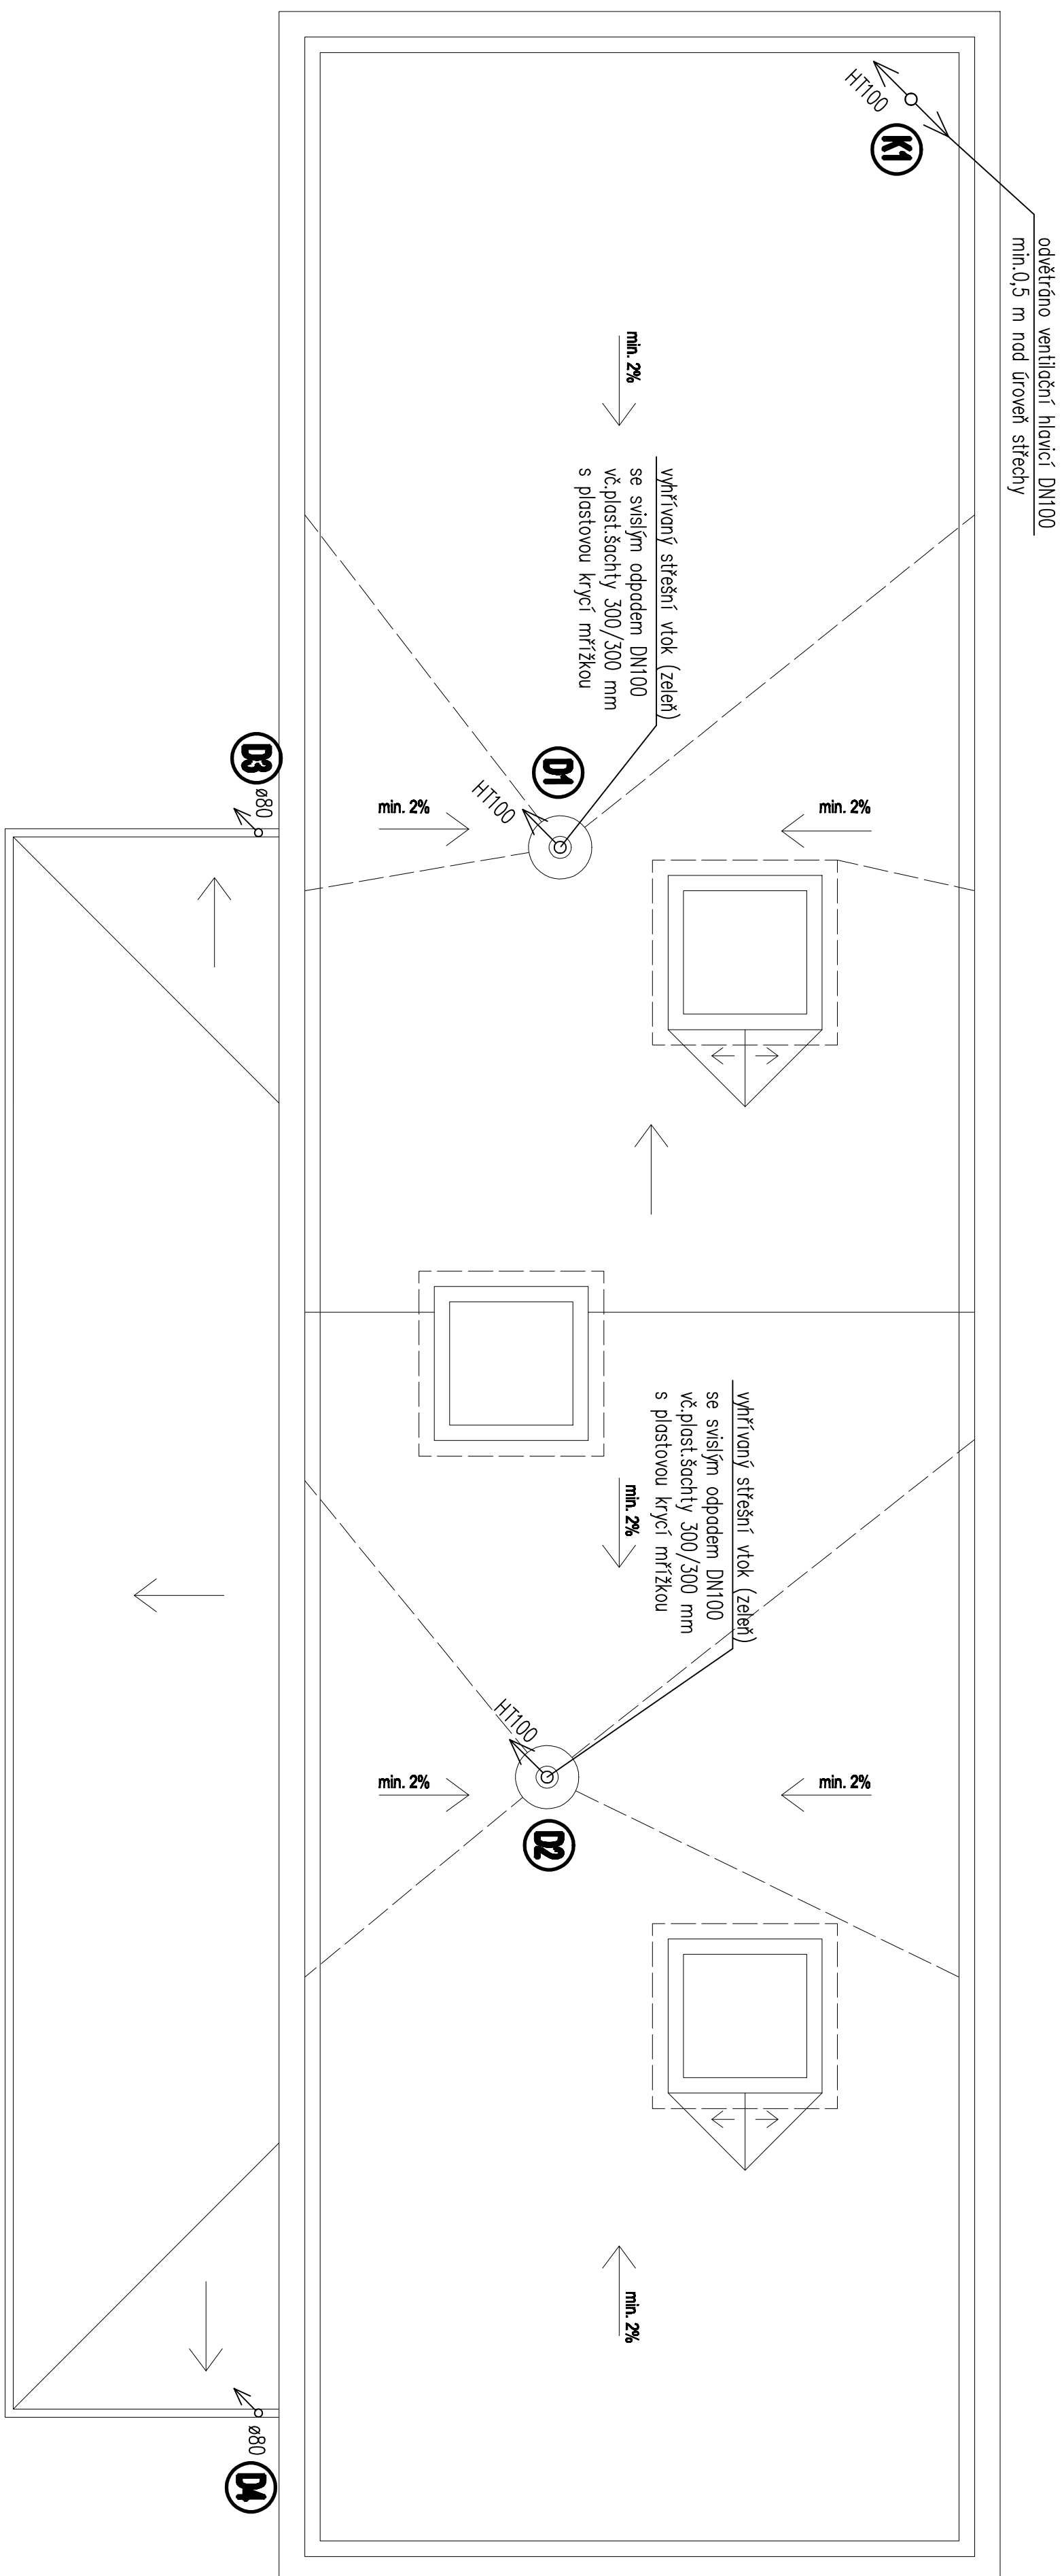 odvětráno ventilační hlavicí DN100
min.0,5 m nad úroveň střechy
HT100
K1
min. 2%
vyhřívaný střešní vtok (zeleň)
se svislým odpadem DN100
vč.plast.šachty 300/300 mm
s plastovou krycí mřížkou
D1
HT100
D3
ø80
min. 2%
min. 2%
vyhřívaný střešní vtok (zeleň)
se svislým odpadem DN100
vč.plast.šachty 300/300 mm
s plastovou krycí mřížkou
min. 2%
HT100
min. 2%
min. 2%
D2
min. 2%
ø80
D4